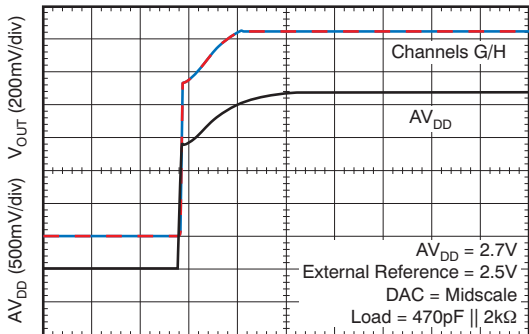 V_OUT (200mV/div)
AV_DD (500mV/div)
Channels G/H
AV_DD
AV_DD = 2.7V
External Reference = 2.5V
DAC = Midscale
Load = 470pF || 2kΩ